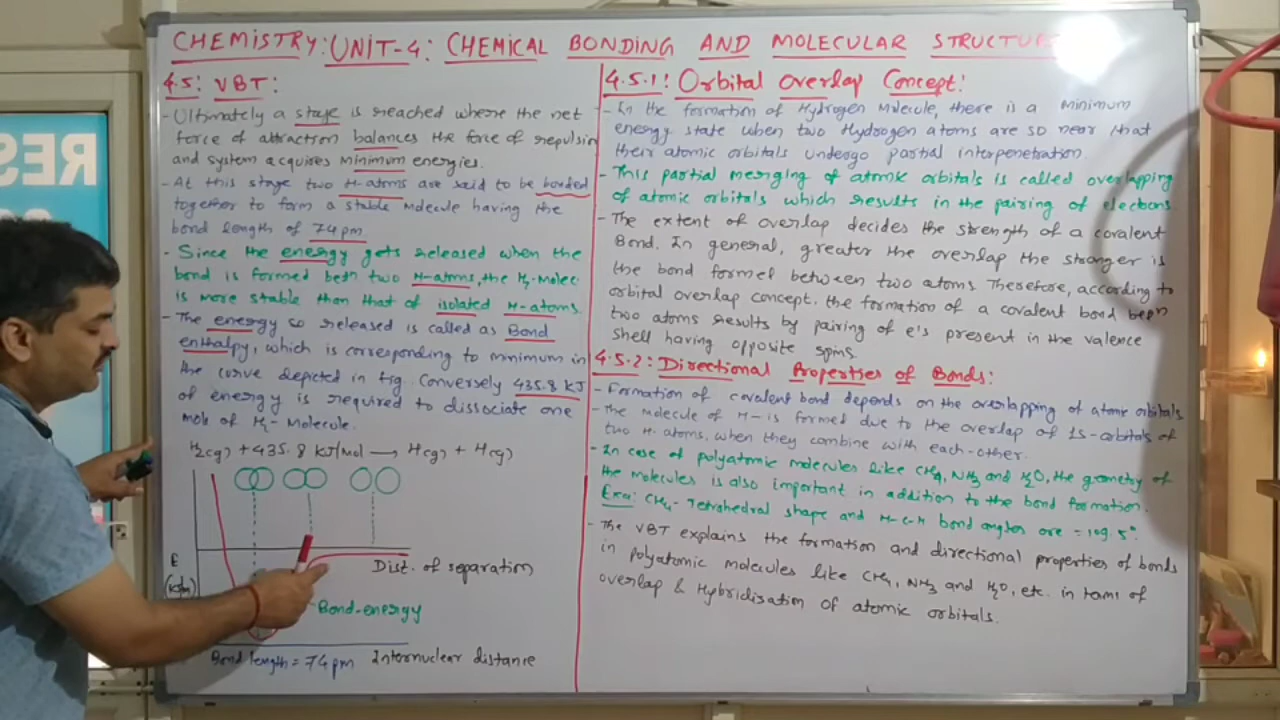 CHEMISTRY: UNIT-4: CHEMICAL BONDING AND MOLECULAR STRUCTURE
4.5: VBT:
- Ultimately a stage is reached where the net
force of attraction balances the force of repulsion
and system acquires minimum energies.
- At this stage two H-atoms are said to be bonded
together to form a stable molecule having the
bond length of 74pm
- Since the energy gets released when the
bond is formed betn two H-atoms, the H2-Molec
is more stable than that of isolated H-atoms
- The energy so released is called as Bond
enthalpy, which is corresponding to minimum in
the curve depicted in fig. Conversely 435.8 KJ
of energy is required to dissociate one
mole of H2-Molecule.
H2(g) + 435.8 KJ/Mol → H(g) + H(g)
E
Dist. of separation
Bond-energy
Bond length = 74pm Internuclear distance
4.5.1: Orbital Overlap Concept:
- In the formation of Hydrogen Molecule, there is a minimum
energy state when two Hydrogen atoms are so near that
their atomic orbitals undergo partial interpenetration.
- This partial merging of atomic orbitals is called overlapping
of atomic orbitals which results in the pairing of electrons
- The extent of overlap decides the strength of a covalent
Bond. In general, greater the overlap the stronger is
the bond formed between two atoms Therefore, according to
orbital overlap concept. the formation of a covalent bond betn
two atoms results by pairing of e's present in the valence
shell having opposite spins
4.5.2: Directional Properties of Bonds:
- Formation of covalent bond depends on the overlapping of atomic orbitals
- The molecule of H- is formed due to the overlap of 1s-orbitals of
two H-atoms, when they combine with each-other.
- In case of polyatomic molecules like CH4, NH3 and H2O, the geometry of
the molecules is also important in addition to the bond formation.
Exa: CH4 - Tetrahedral shape and H-C-H bond angles are = 109.5°
- The VBT explains the formation and directional properties of bonds
in polyatomic molecules like CH4, NH3 and H2O, etc. in terms of
overlap & Hybridisation of atomic orbitals.